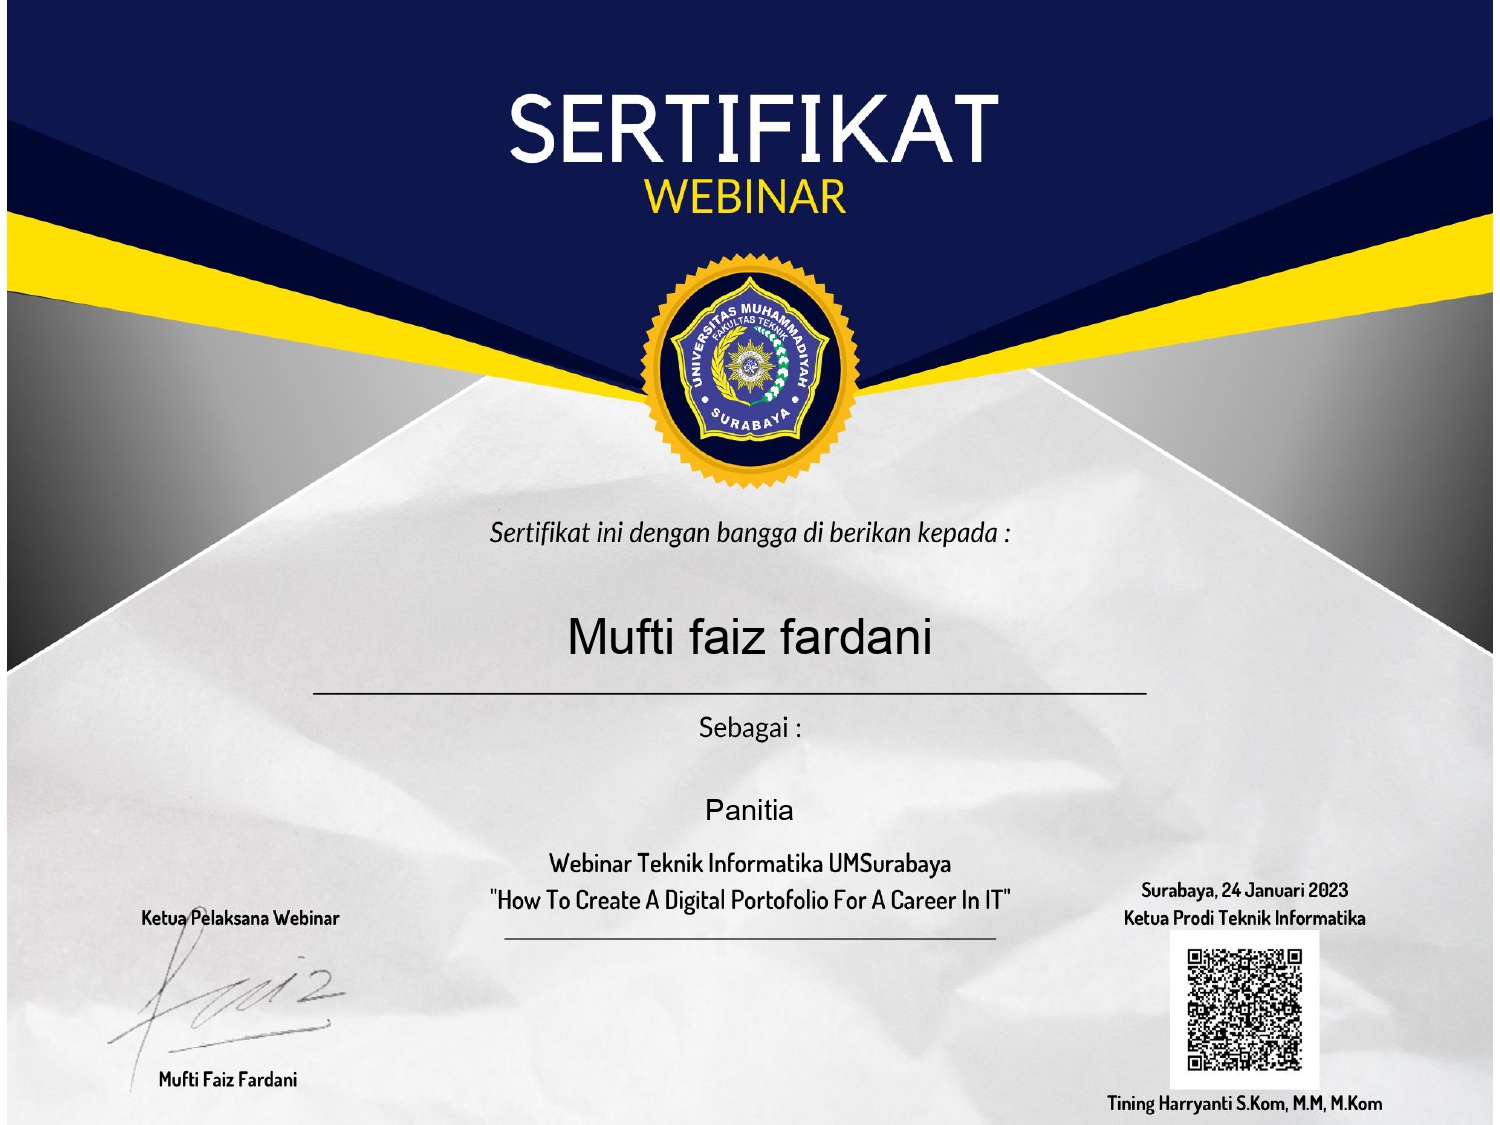 SERTIFIKAT
WEBINAR
UNIVERSITAS MUHAMMADIYAH
FAKULTAS TEKNIK
SURABAYA
Sertifikat ini dengan bangga di berikan kepada :
Mufti faiz fardani
Sebagai :
Panitia
Webinar Teknik Informatika UMSurabaya
"How To Create A Digital Portofolio For A Career In IT"
Ketua Pelaksana Webinar
faiz
Mufti Faiz Fardani
Surabaya, 24 Januari 2023
Ketua Prodi Teknik Informatika
Tining Harryanti S.Kom, M.M, M.Kom